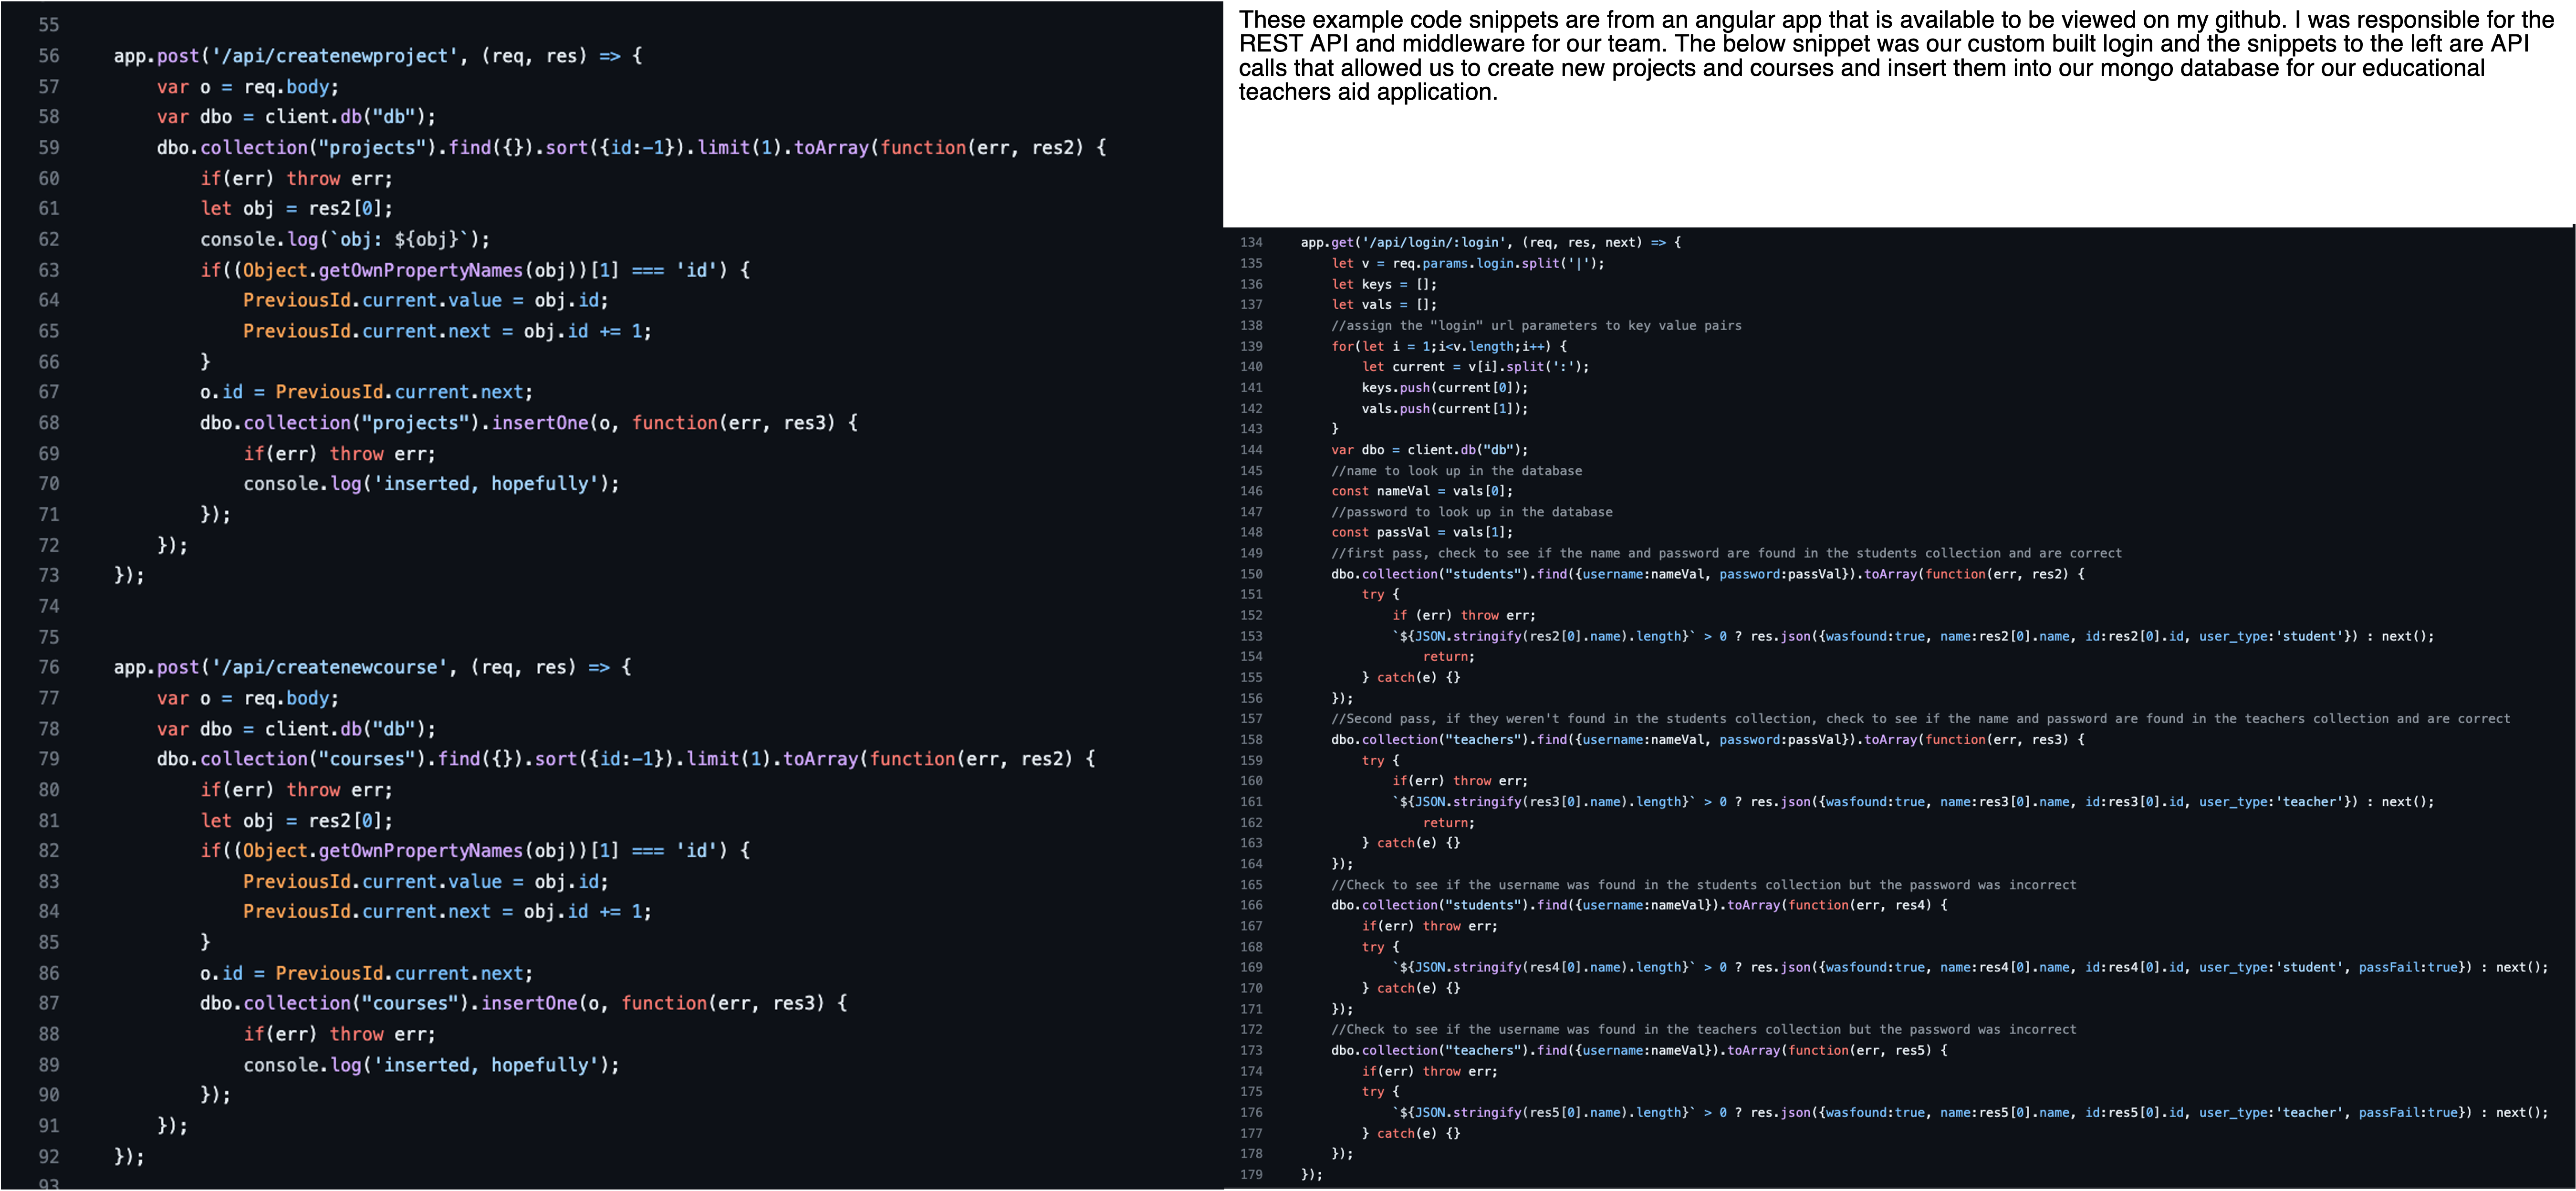 55
56 app.post('/api/createnewproject', (req, res) => {
57 var o = req.body;
58 var dbo = client.db("db");
59 dbo.collection("projects").find({}).sort({id:-1}).limit(1).toArray(function(err, res2) {
60 if(err) throw err;
61 let obj = res2[0];
62 console.log(`obj: ${obj}`);
63 if((Object.getOwnPropertyNames(obj))[1] === 'id') {
64 PreviousId.current.value = obj.id;
65 PreviousId.current.next = obj.id += 1;
66 }
67 o.id = PreviousId.current.next;
68 dbo.collection("projects").insertOne(o, function(err, res3) {
69 if(err) throw err;
70 console.log('inserted, hopefully');
71 });
72 });
73 });
74
75
76 app.post('/api/createnewcourse', (req, res) => {
77 var o = req.body;
78 var dbo = client.db("db");
79 dbo.collection("courses").find({}).sort({id:-1}).limit(1).toArray(function(err, res2) {
80 if(err) throw err;
81 let obj = res2[0];
82 if((Object.getOwnPropertyNames(obj))[1] === 'id') {
83 PreviousId.current.value = obj.id;
84 PreviousId.current.next = obj.id += 1;
85 }
86 o.id = PreviousId.current.next;
87 dbo.collection("courses").insertOne(o, function(err, res3) {
88 if(err) throw err;
89 console.log('inserted, hopefully');
90 });
91 });
92 });
93
These example code snippets are from an angular app that is available to be viewed on my github. I was responsible for the
REST API and middleware for our team. The below snippet was our custom built login and the snippets to the left are API
calls that allowed us to create new projects and courses and insert them into our mongo database for our educational
teachers aid application.
134 app.get('/api/login/:login', (req, res, next) => {
135 let v = req.params.login.split('|');
136 let keys = [];
137 let vals = [];
138 //assign the "login" url parameters to key value pairs
139 for(let i = 1;i<v.length;i++) {
140 let current = v[i].split(':');
141 keys.push(current[0]);
142 vals.push(current[1]);
143 }
144 var dbo = client.db("db");
145 //name to look up in the database
146 const nameVal = vals[0];
147 //password to look up in the database
148 const passVal = vals[1];
149 //first pass, check to see if the name and password are found in the students collection and are correct
150 dbo.collection("students").find({username:nameVal, password:passVal}).toArray(function(err, res2) {
151 try {
152 if (err) throw err;
153 `${JSON.stringify(res2[0].name).length}` > 0 ? res.json({wasfound:true, name:res2[0].name, id:res2[0].id, user_type:'student'}) : next();
154 return;
155 } catch(e) {}
156 });
157 //Second pass, if they weren't found in the students collection, check to see if the name and password are found in the teachers collection and are correct
158 dbo.collection("teachers").find({username:nameVal, password:passVal}).toArray(function(err, res3) {
159 try {
160 if(err) throw err;
161 `${JSON.stringify(res3[0].name).length}` > 0 ? res.json({wasfound:true, name:res3[0].name, id:res3[0].id, user_type:'teacher'}) : next();
162 return;
163 } catch(e) {}
164 });
165 //Check to see if the username was found in the students collection but the password was incorrect
166 dbo.collection("students").find({username:nameVal}).toArray(function(err, res4) {
167 if(err) throw err;
168 try {
169 `${JSON.stringify(res4[0].name).length}` > 0 ? res.json({wasfound:true, name:res4[0].name, id:res4[0].id, user_type:'student', passFail:true}) : next();
170 } catch(e) {}
171 });
172 //Check to see if the username was found in the teachers collection but the password was incorrect
173 dbo.collection("teachers").find({username:nameVal}).toArray(function(err, res5) {
174 if(err) throw err;
175 try {
176 `${JSON.stringify(res5[0].name).length}` > 0 ? res.json({wasfound:true, name:res5[0].name, id:res5[0].id, user_type:'teacher', passFail:true}) : next();
177 } catch(e) {}
178 });
179 });